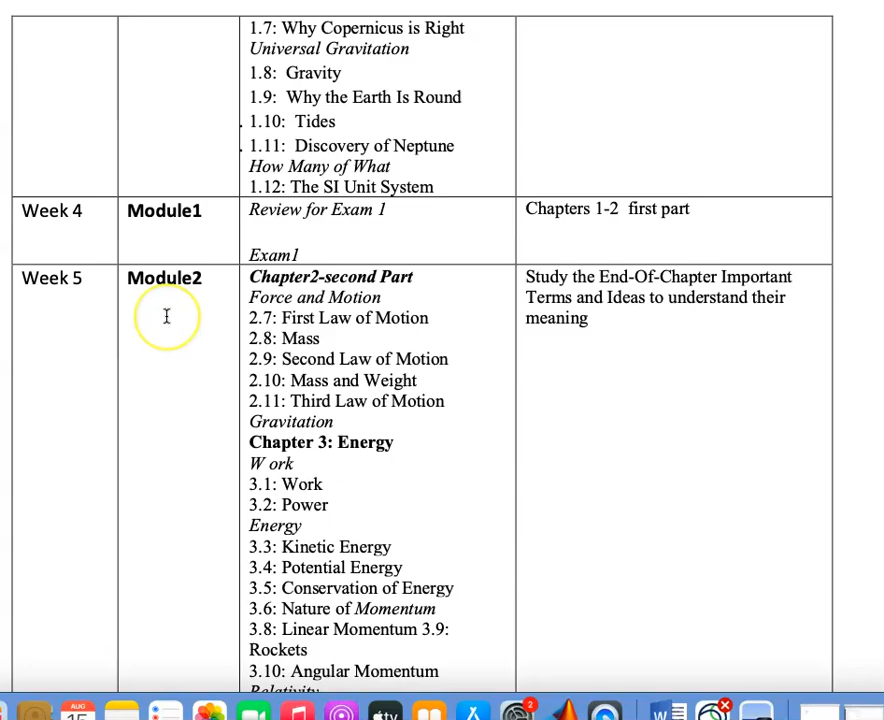 1.7: Why Copernicus is Right
Universal Gravitation
1.8: Gravity
1.9: Why the Earth Is Round
. 1.10: Tides
. 1.11: Discovery of Neptune
How Many of What
1.12: The SI Unit System
Week 4
Module1
Review for Exam 1
Chapters 1-2 first part
Exam1
Week 5
Module2
Chapter2-second Part
Study the End-Of-Chapter Important
Terms and Ideas to understand their
meaning
Force and Motion
2.7: First Law of Motion
2.8: Mass
2.9: Second Law of Motion
2.10: Mass and Weight
2.11: Third Law of Motion
Gravitation
Chapter 3: Energy
W ork
3.1: Work
3.2: Power
Energy
3.3: Kinetic Energy
3.4: Potential Energy
3.5: Conservation of Energy
3.6: Nature of Momentum
3.8: Linear Momentum 3.9:
Rockets
3.10: Angular Momentum
Relativity
AUG
15
tv
2
W